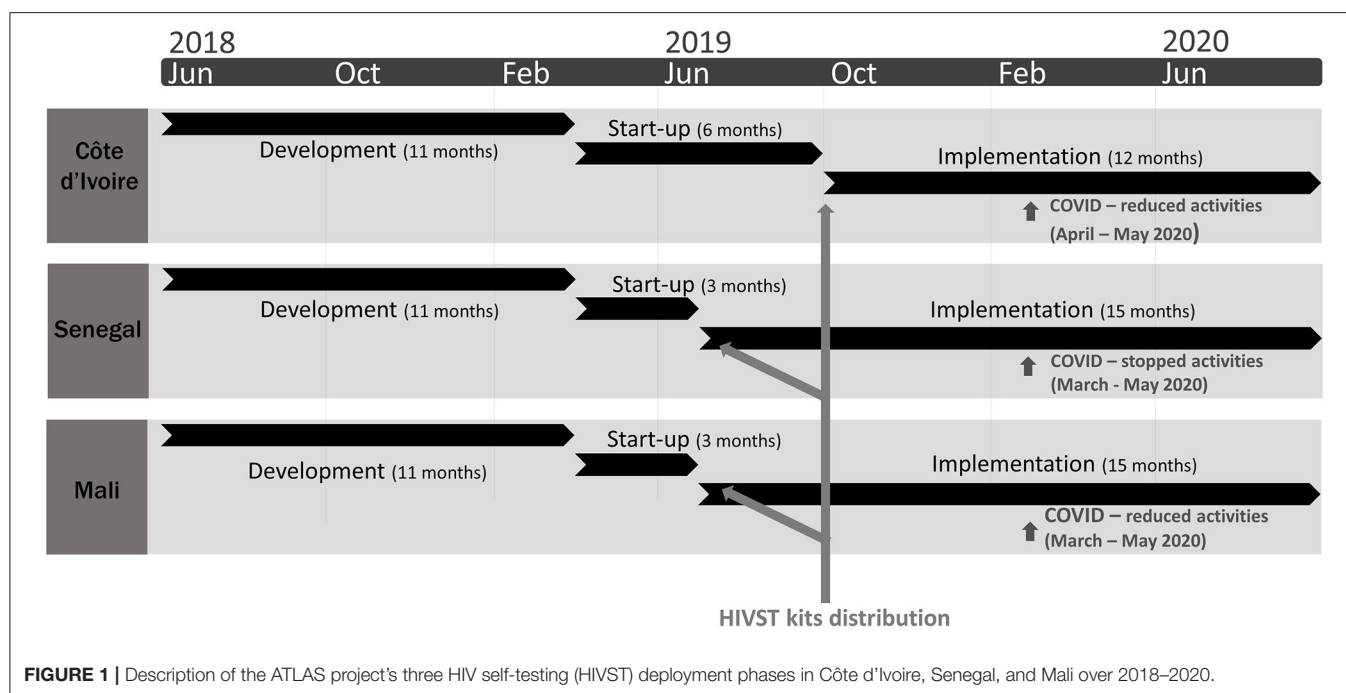 2018 2019 2020
Jun Oct Feb Jun Oct Feb Jun
Côte
d’Ivoire
Development (11 months)
Start-up (6 months)
Implementation (12 months)
COVID – reduced activities
(April – May 2020)
Senegal
Development (11 months)
Start-up (3 months)
Implementation (15 months)
COVID – stopped activities
(March - May 2020)
Mali
Development (11 months)
Start-up (3 months)
Implementation (15 months)
COVID – reduced activities
(March – May 2020)
HIVST kits distribution
FIGURE 1 | Description of the ATLAS project’s three HIV self-testing (HIVST) deployment phases in Côte d’Ivoire, Senegal, and Mali over 2018–2020.